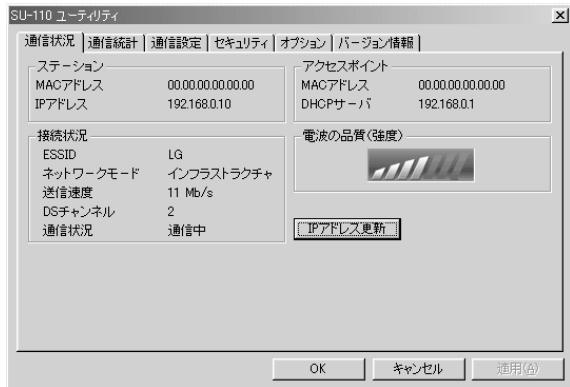 SU-110 ユーティリティ
通信状況 通信統計 通信設定 セキュリティ オプション バージョン情報
ステーション
MACアドレス 00.00.00.00.00.00
IPアドレス 192.168.0.10
アクセスポイント
MACアドレス 00.00.00.00.00.00
DHCPサーバ 192.168.0.1
接続状況
ESSID LG
ネットワークモード インフラストラクチャ
送信速度 11 Mb/s
DSチャンネル 2
通信状況 通信中
電波の品質(強度)
IPアドレス更新
OK キャンセル 適用(A)